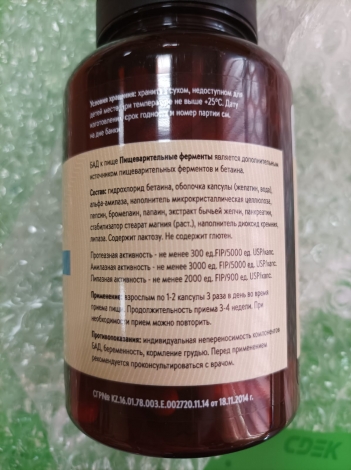 Условия хранения: хранить в сухом, недоступном для
детей месте при температуре не выше +25°С. Дату
изготовления, срок годности и номер партии см.
на дне банки.
БАД к пище Пищеварительные ферменты является дополнительным
источником пищеварительных ферментов и бетаина.
Состав: гидрохлорид бетаина, оболочка капсулы (желатин, вода),
альфа-амилаза, наполнитель микрокристаллическая целлюлоза,
пепсин, бромелаин, папаин, экстракт бычьей желчи, панкреатин,
стабилизатор стеарат магния (раст.), наполнитель диоксид кремния,
липаза. Содержит лактозу. Не содержит глютен.
Протеазная активность - не менее 300 ед.FIP/5000 ед. USP/капс.
Амилазная активность - не менее 3000 ед. FIP/5000 ед. USP/капс.
Липазная активность - не менее 2000 ед. FIP/900 ед. USP/капс.
Применение: взрослым по 1-2 капсулы 3 раза в день во время
приема пищи. Продолжительность приема 3-4 недели. При
необходимости прием можно повторить.
Противопоказания: индивидуальная непереносимость компонентов
БАД, беременность, кормление грудью. Перед применением
рекомендуется проконсультироваться с врачом.
СГР№ KZ.16.01.78.003.E.002720.11.14 от 18.11.2014 г.
CDEK